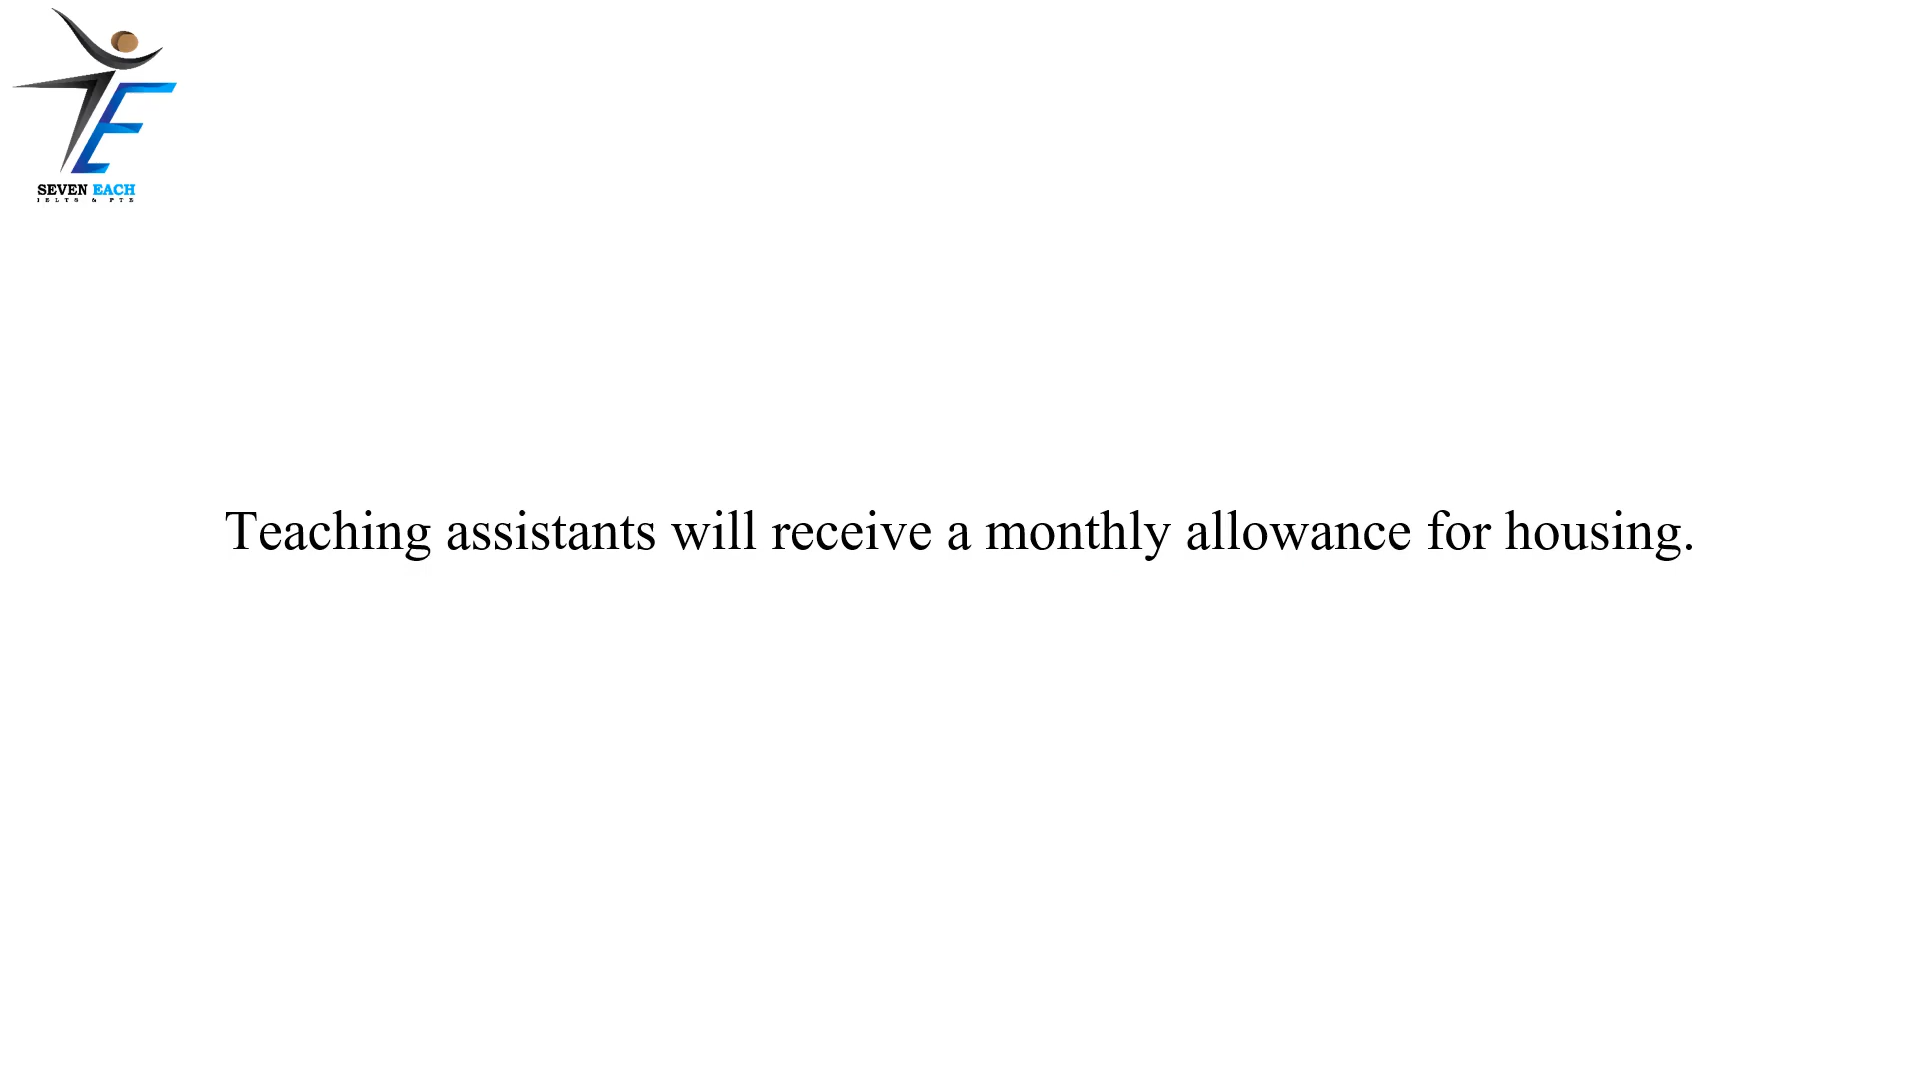 SEVEN EACH
IELTS & PTE
Teaching assistants will receive a monthly allowance for housing.